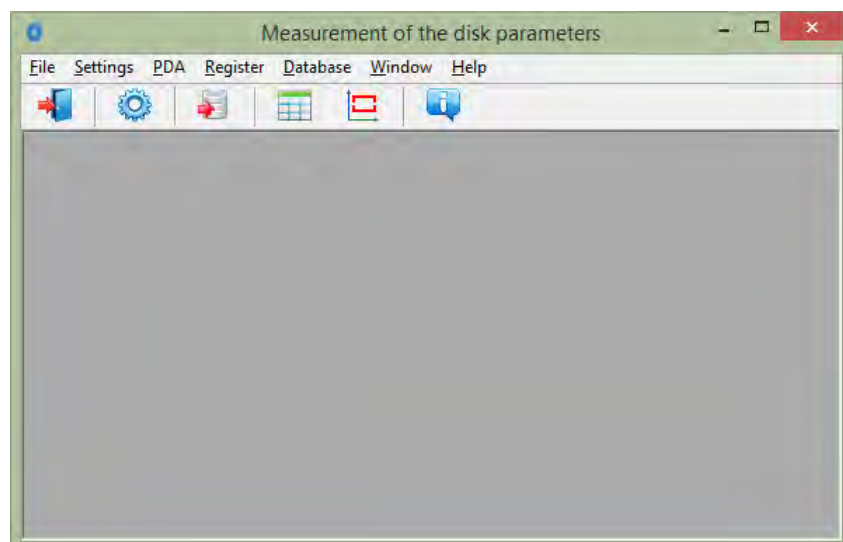 Measurement of the disk parameters
File Settings PDA Register Database Window Help